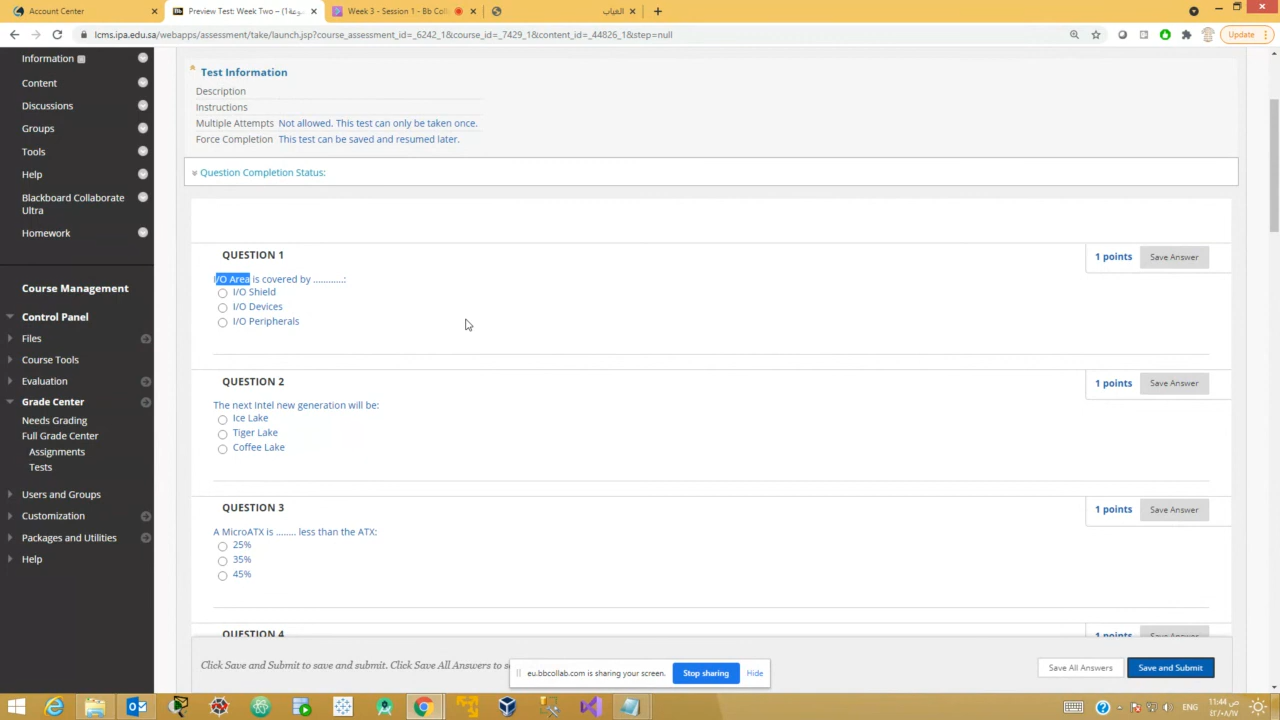 Account Center
Preview Test: Week Two – (1
Week 3 - Session 1 - Bb Col
الغياب
lcms.ipa.edu.sa/webapps/assessment/take/launch.jsp?course_assessment_id=_6242_1&course_id=_7429_1&content_id=_44826_1&step=null
Update
Information
Content
Discussions
Groups
Tools
Help
Blackboard Collaborate
Ultra
Homework
Course Management
Control Panel
Files
Course Tools
Evaluation
Grade Center
Needs Grading
Full Grade Center
Assignments
Tests
Users and Groups
Customization
Packages and Utilities
Help
Test Information
Description
Instructions
Multiple Attempts Not allowed. This test can only be taken once.
Force Completion This test can be saved and resumed later.
Question Completion Status:
QUESTION 1
1 points
Save Answer
I/O Area is covered by ............:
I/O Shield
I/O Devices
I/O Peripherals
QUESTION 2
1 points
Save Answer
The next Intel new generation will be:
Ice Lake
Tiger Lake
Coffee Lake
QUESTION 3
1 points
Save Answer
A MicroATX is ........ less than the ATX:
25%
35%
45%
QUESTION 4
1 points
Save Answer
Click Save and Submit to save and submit. Click Save All Answers to s
Save All Answers
Save and Submit
eu.bbcollab.com is sharing your screen.
Stop sharing
Hide
ENG
11:44 ص